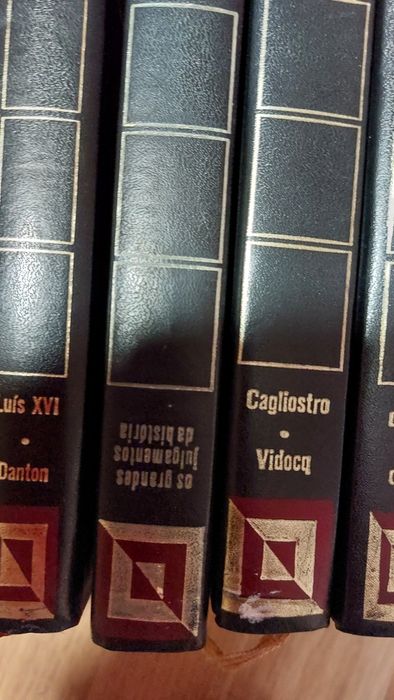 Luís XVI
•
Danton
os grandes
julgamentos
da história
Cagliostro
•
Vidocq